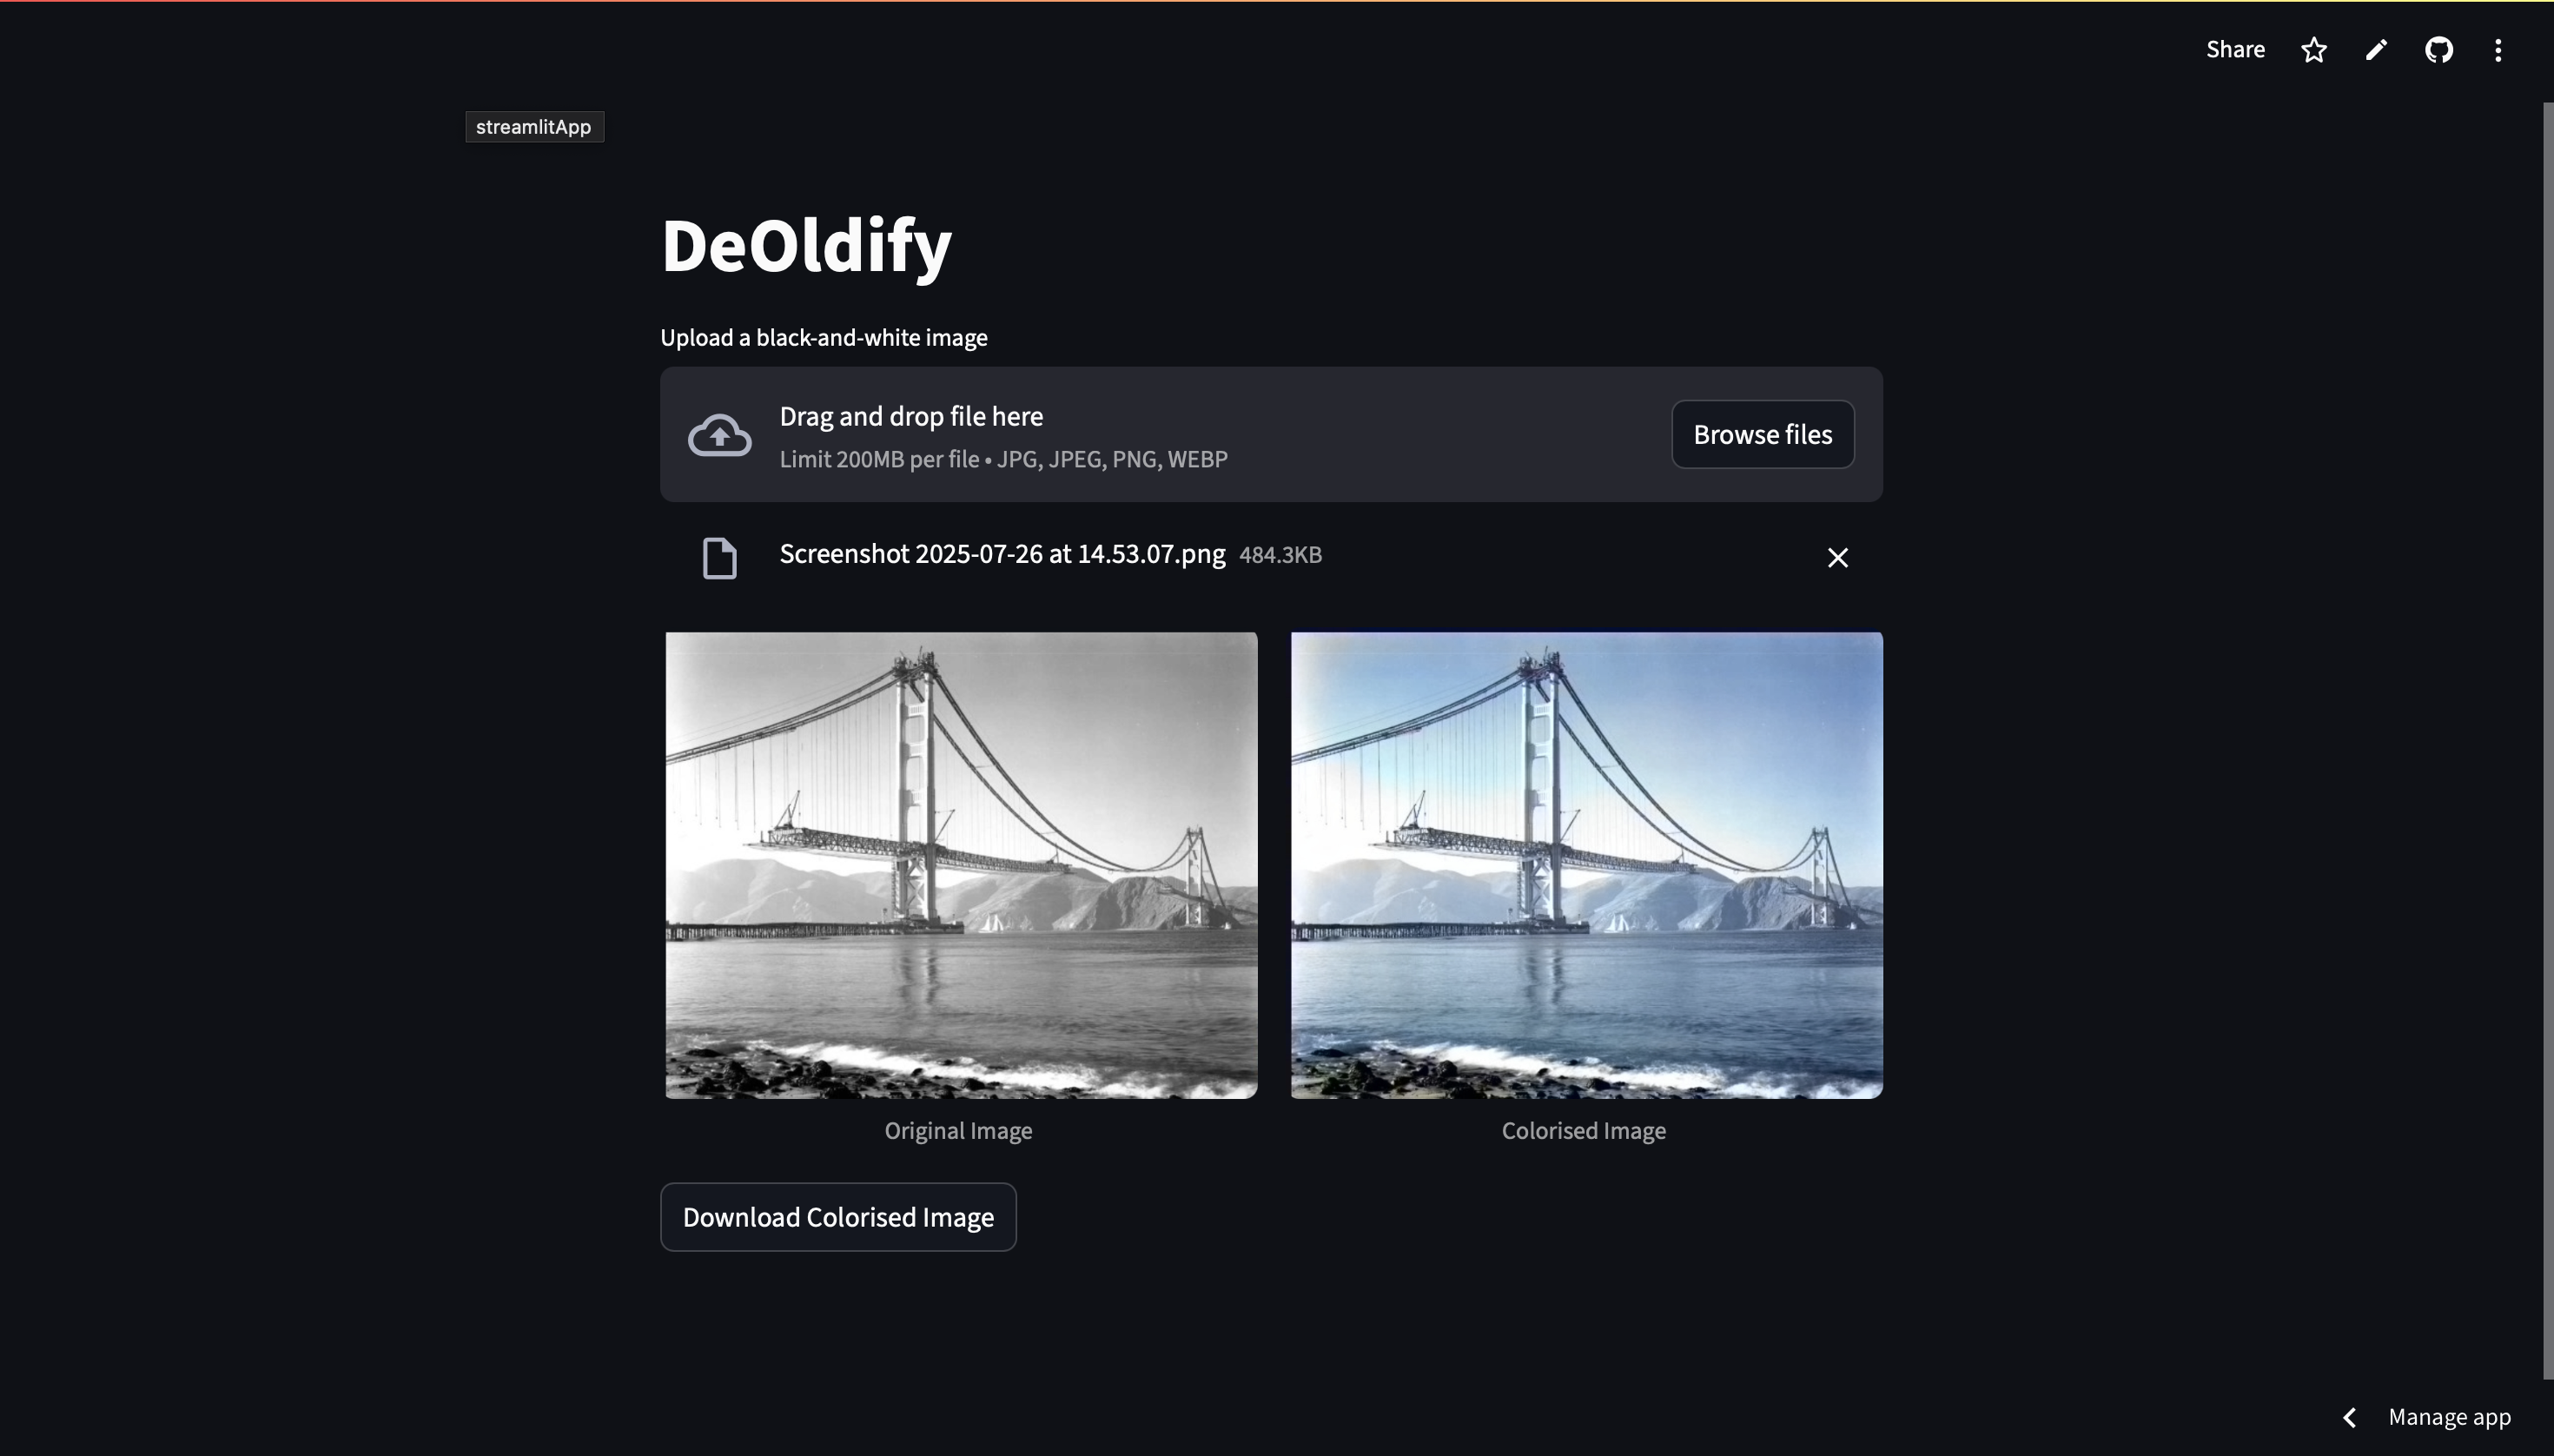 Share
streamlitApp
DeOldify
Upload a black-and-white image
Drag and drop file here
Limit 200MB per file • JPG, JPEG, PNG, WEBP
Browse files
Screenshot 2025-07-26 at 14.53.07.png 484.3KB
Original Image
Colorised Image
Download Colorised Image
Manage app